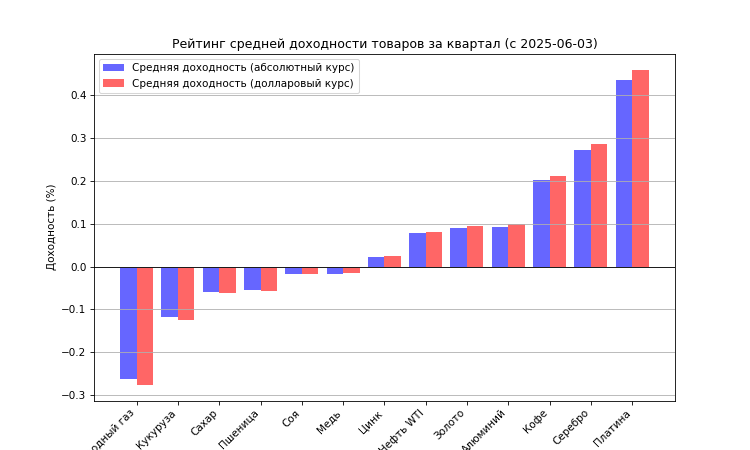 Рейтинг средней доходности товаров за квартал (с 2025-06-03)
Средняя доходность (абсолютный курс)
Средняя доходность (долларовый курс)
Доходность (%)
0.4
0.3
0.2
0.1
0.0
−0.1
−0.2
−0.3
газ
Кукуруза
Сахар
Пшеница
Соя
Медь
Цинк
Нефть WTI
Золото
Алюминий
Кофе
Серебро
Платина